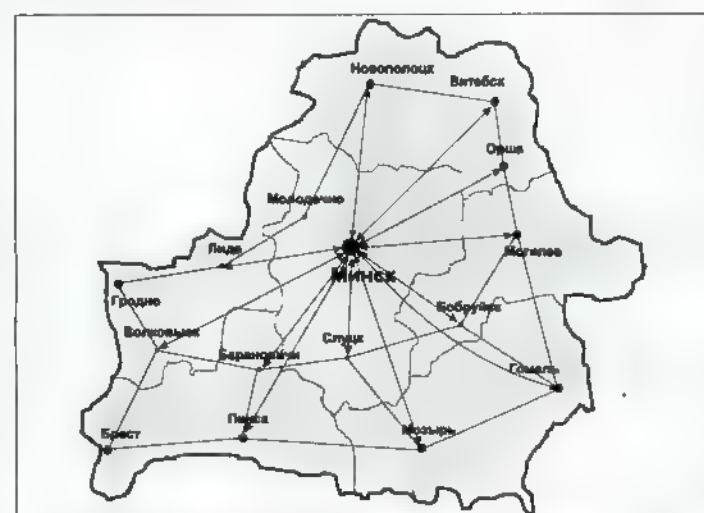 Новополоцк
Витебск
Орша
Молодечно
Лида
Могилев
Минск
Гродно
Бобруйск
Волковыск
Слуцк
Барановичи
Гомель
Пинск
Мозырь
Брест